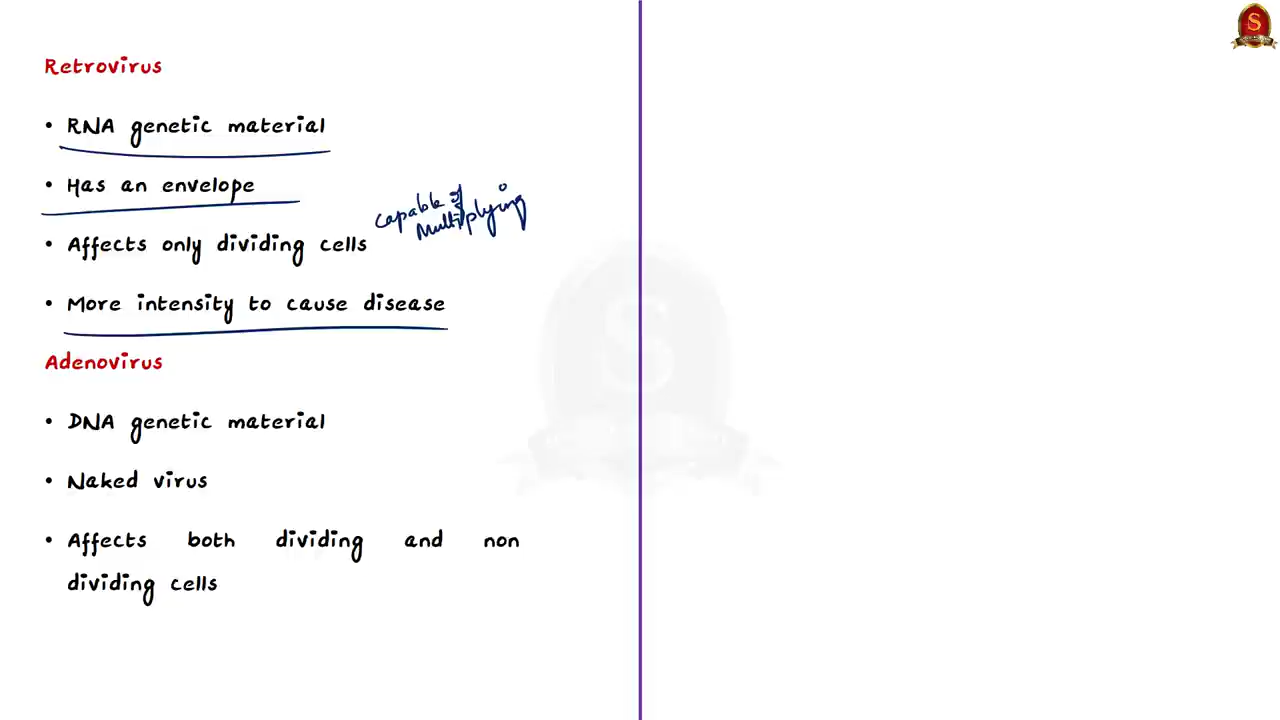 Retrovirus
• RNA genetic material
• Has an envelope
capable of
Multiplying
• Affects only dividing cells
• More intensity to cause disease
Adenovirus
• DNA genetic material
• Naked virus
• Affects both dividing and non
dividing cells
S
S